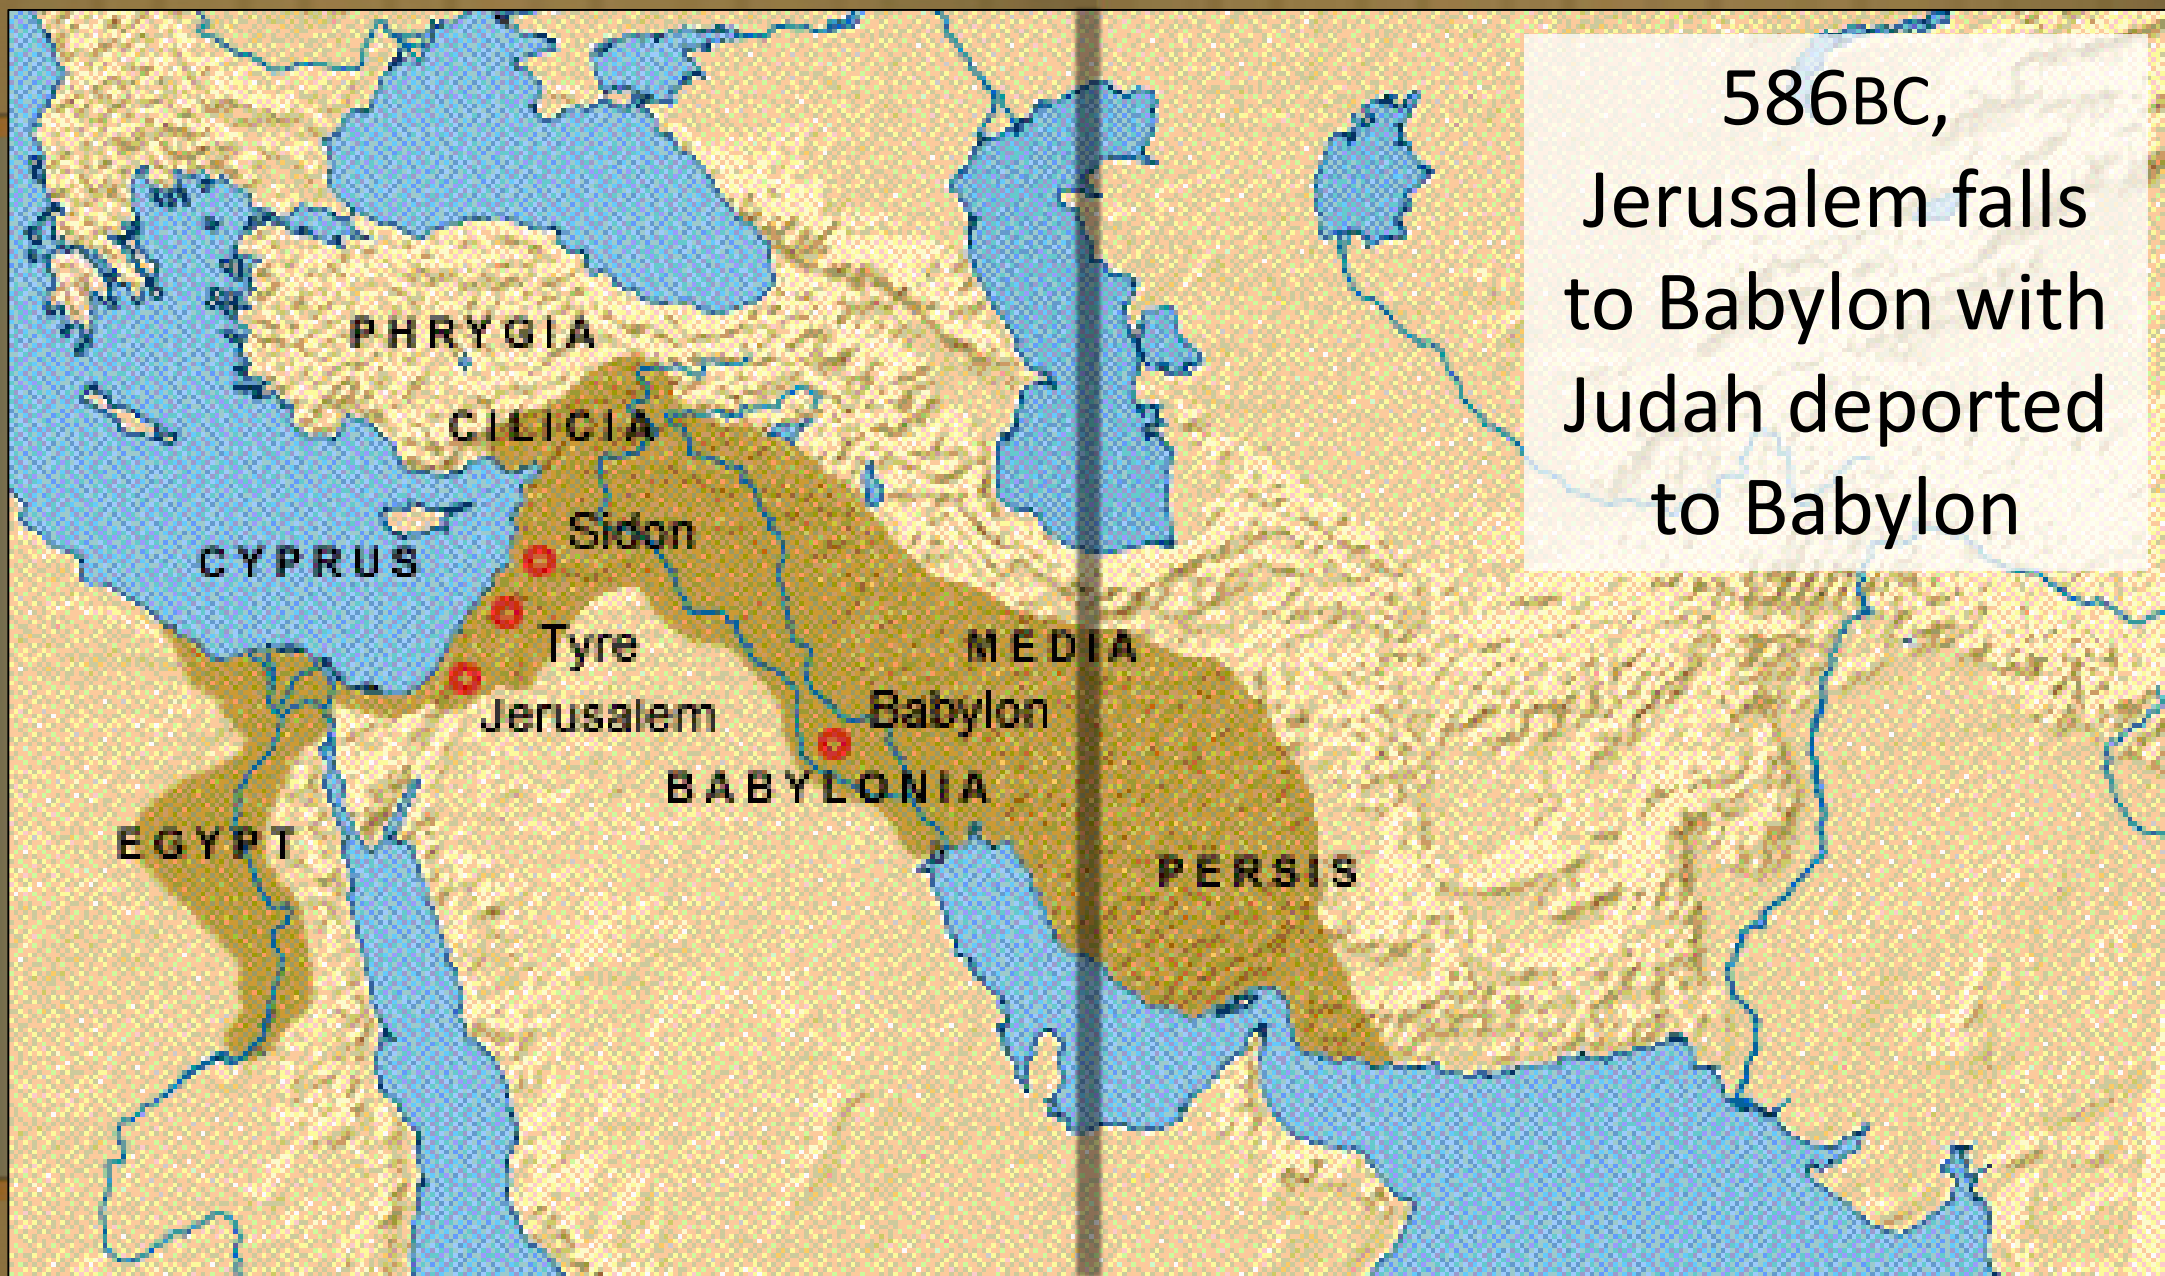 586BC,
Jerusalem falls
to Babylon with
Judah deported
to Babylon
PHRYGIA
CILICIA
Sidon
CYPRUS
Tyre
MEDIA
Jerusalem
Babylon
BABYLONIA
EGYPT
PERSIS